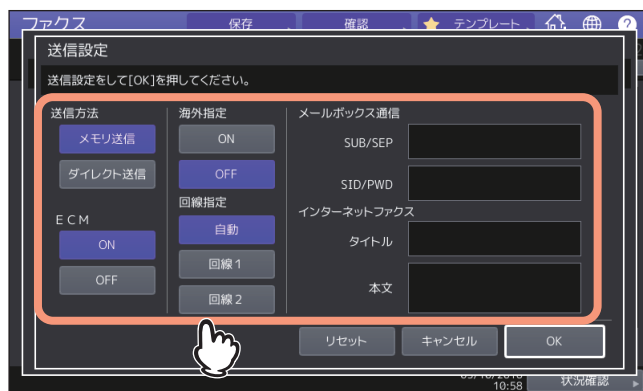 ファクス 保存 確認 テンプレート ?
送信設定
送信設定をして[OK]を押してください。
送信方法
メモリ送信
ダイレクト送信
ECM
ON
OFF
海外指定
ON
OFF
回線指定
自動
回線1
回線2
メールボックス通信
SUB/SEP
SID/PWD
インターネットファクス
タイトル
本文
リセット キャンセル OK
10:58 状況確認